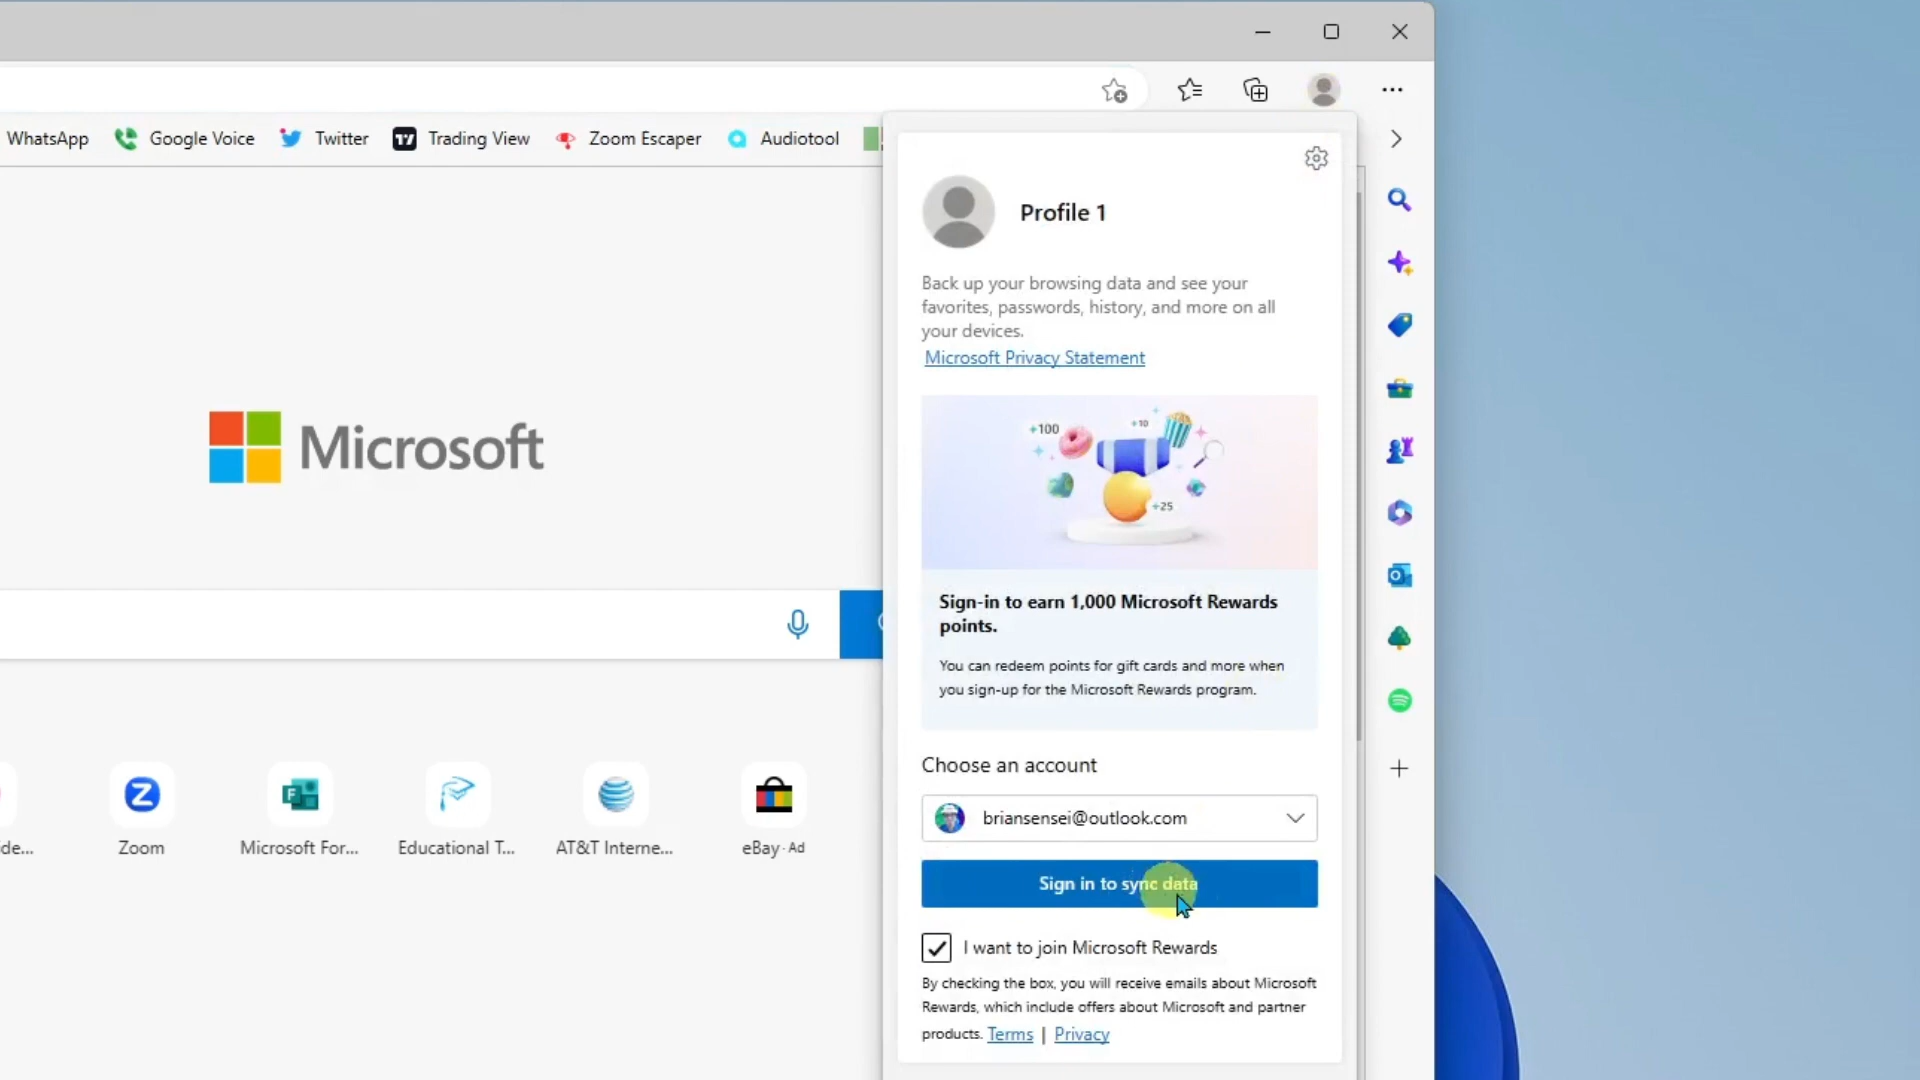 WhatsApp
Google Voice
Twitter
Trading View
Zoom Escaper
Audiotool
Profile 1
Back up your browsing data and see your
favorites, passwords, history, and more on all
your devices.
Microsoft Privacy Statement
Microsoft
+100
+10
+25
Sign-in to earn 1,000 Microsoft Rewards
points.
You can redeem points for gift cards and more when
you sign-up for the Microsoft Rewards program.
Choose an account
briansensei@outlook.com
Sign in to sync data
I want to join Microsoft Rewards
By checking the box, you will receive emails about Microsoft
Rewards, which include offers about Microsoft and partner
products. Terms | Privacy
de...
Zoom
Microsoft For...
Educational T...
AT&T Interne...
eBay · Ad